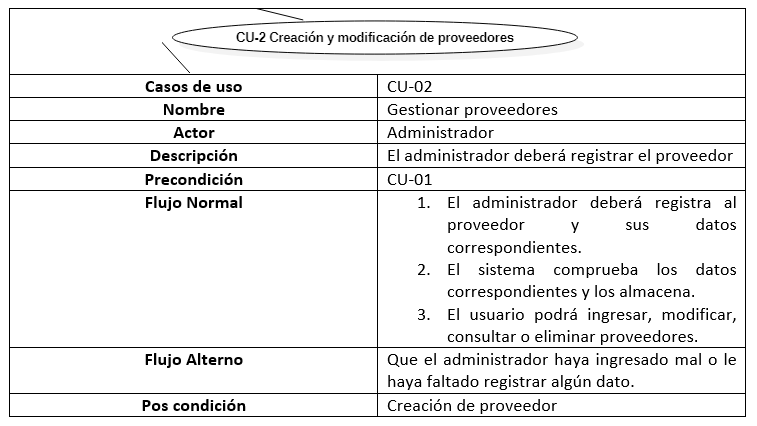 CU-2 Creación y modificación de proveedores
Casos de uso CU-02
Nombre Gestionar proveedores
Actor Administrador
Descripción El administrador deberá registrar el proveedor
Precondición CU-01
Flujo Normal 1. El administrador deberá registra al
proveedor y sus datos
correspondientes.
2. El sistema comprueba los datos
correspondientes y los almacena.
3. El usuario podrá ingresar, modificar,
consultar o eliminar proveedores.
Flujo Alterno Que el administrador haya ingresado mal o le
haya faltado registrar algún dato.
Pos condición Creación de proveedor